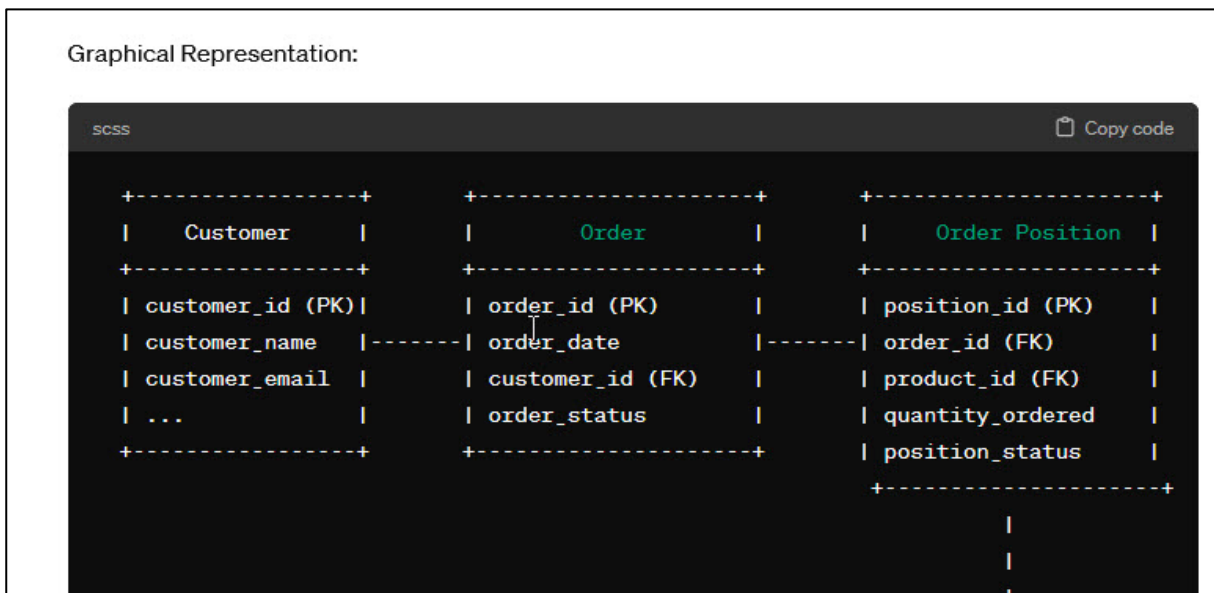 Graphical Representation:
scss Copy code
+-----------------+ +---------------------+ +---------------------+
| Customer | | Order | | Order Position |
+-----------------+ +---------------------+ +---------------------+
| customer_id (PK)| | order_id (PK) | | position_id (PK) |
| customer_name |-------| order_date |-------| order_id (FK) |
| customer_email | | customer_id (FK) | | product_id (FK) |
| ... | | order_status | | quantity_ordered |
+-----------------+ +---------------------+ | position_status |
+---------------------+
|
|